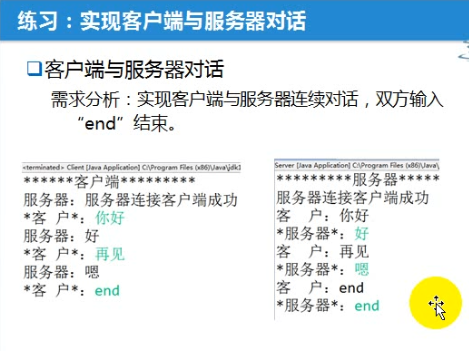 练习：实现客户端与服务器对话
客户端与服务器对话
需求分析：实现客户端与服务器连续对话，双方输入
“end”结束。
<terminated> Client [Java Application] C:\Program Files (x86)\Java\jdk1
******客户端*********
服务器：服务器连接客户端成功
*客 户*：你好
服务器：好
*客 户*：再见
服务器：嗯
*客 户*：end
Server [Java Application] C:\Program Files (x86)\Java\
*********服务器*****
服务器连接客户端成功
客 户：你好
*服务器*：好
客 户：再见
*服务器*：嗯
客 户：end
*服务器*：end